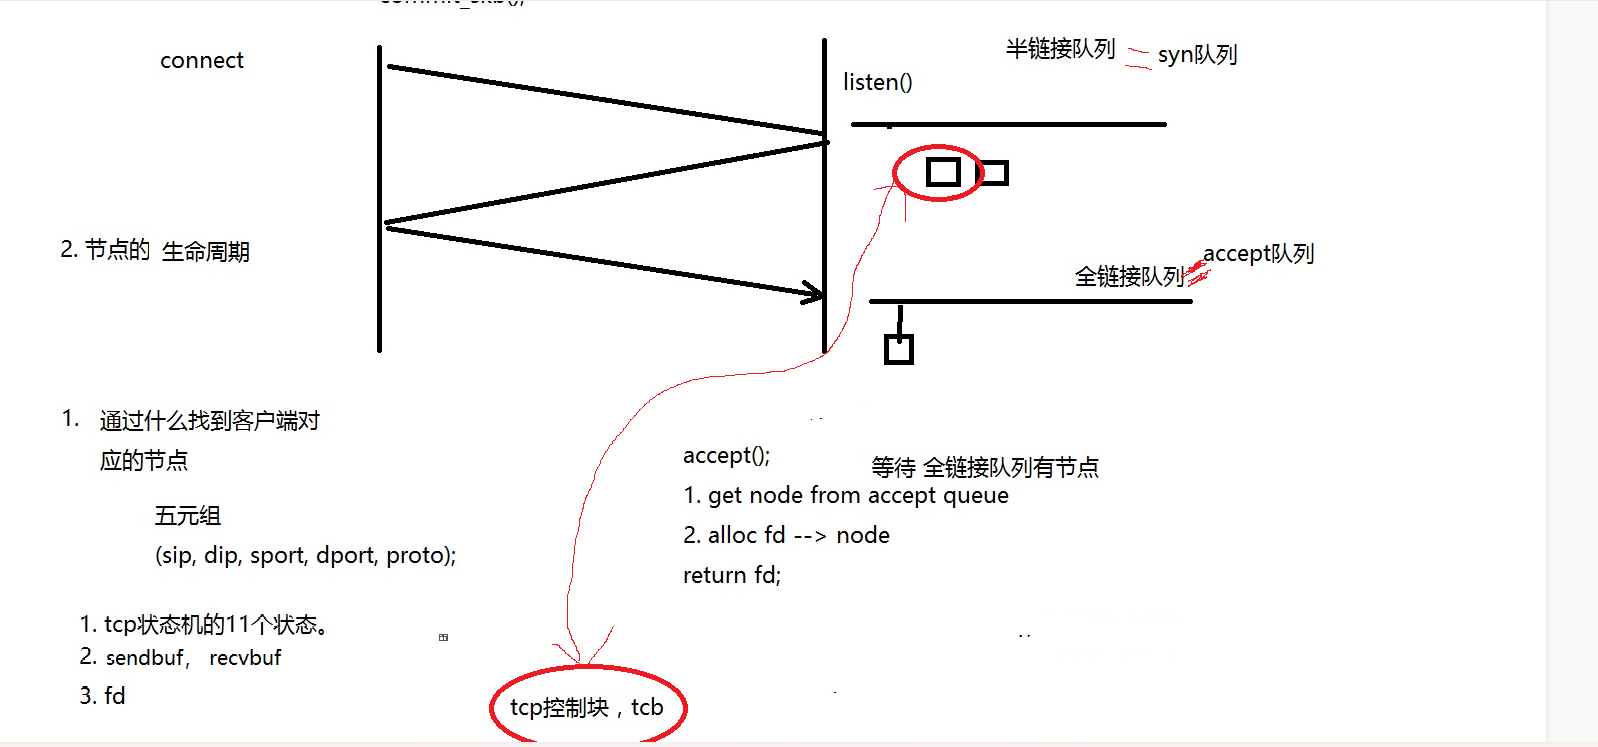 connect
半链接队列
syn队列
listen()
2. 节点的 生命周期
accept队列
全链接队列
1. 通过什么找到客户端对
应的节点
accept();
等待 全链接队列有节点
1. get node from accept queue
五元组
2. alloc fd --> node
(sip, dip, sport, dport, proto);
return fd;
1. tcp状态机的11个状态。
2. sendbuf, recvbuf
3. fd
tcp控制块，tcb